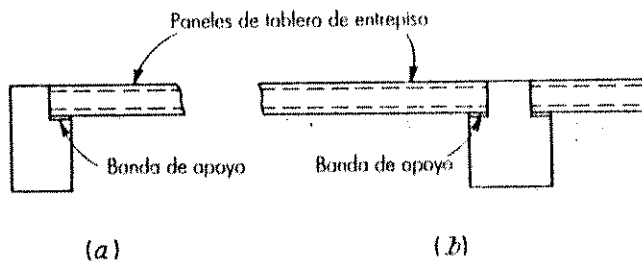 Paneles de tablero de entrepiso
Banda de apoyo
Banda de apoyo
(a)
(b)